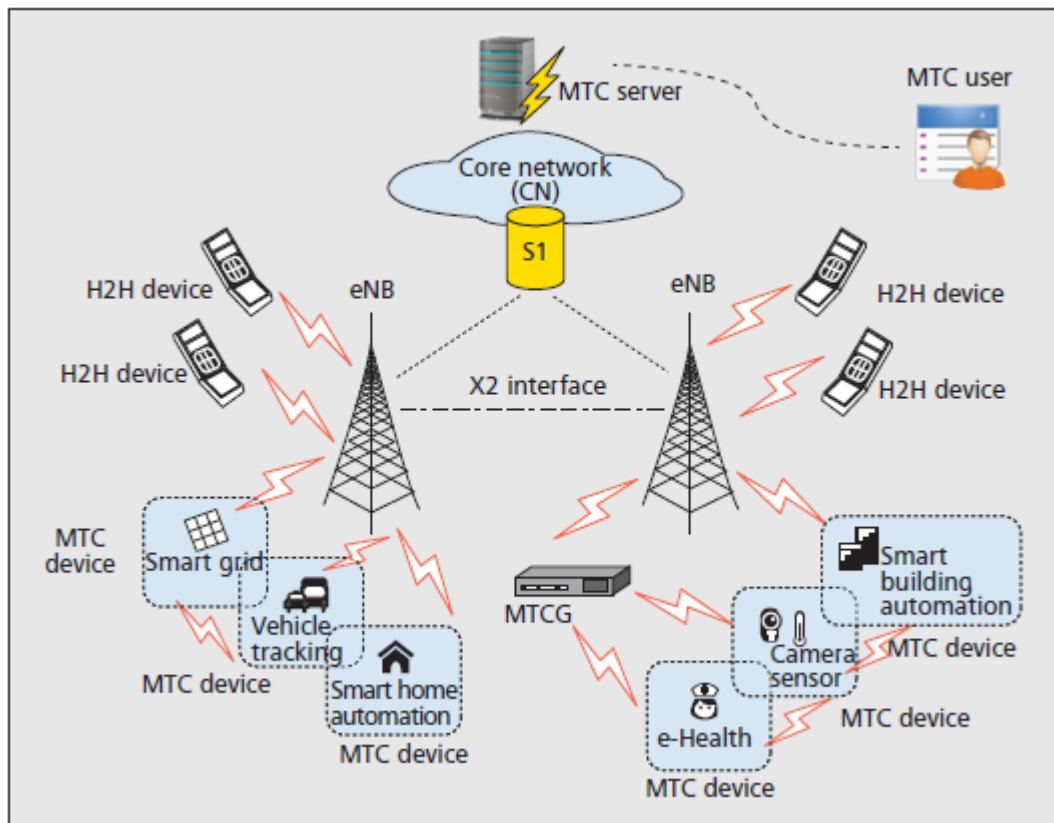 MTC server
MTC user
Core network
(CN)
S1
eNB
eNB
H2H device
H2H device
H2H device
H2H device
X2 interface
MTC
device
Smart grid
Vehicle
tracking
MTC device
Smart home
automation
MTC device
MTCG
Smart
building
automation
MTC device
Camera
sensor
MTC device
e-Health
MTC device